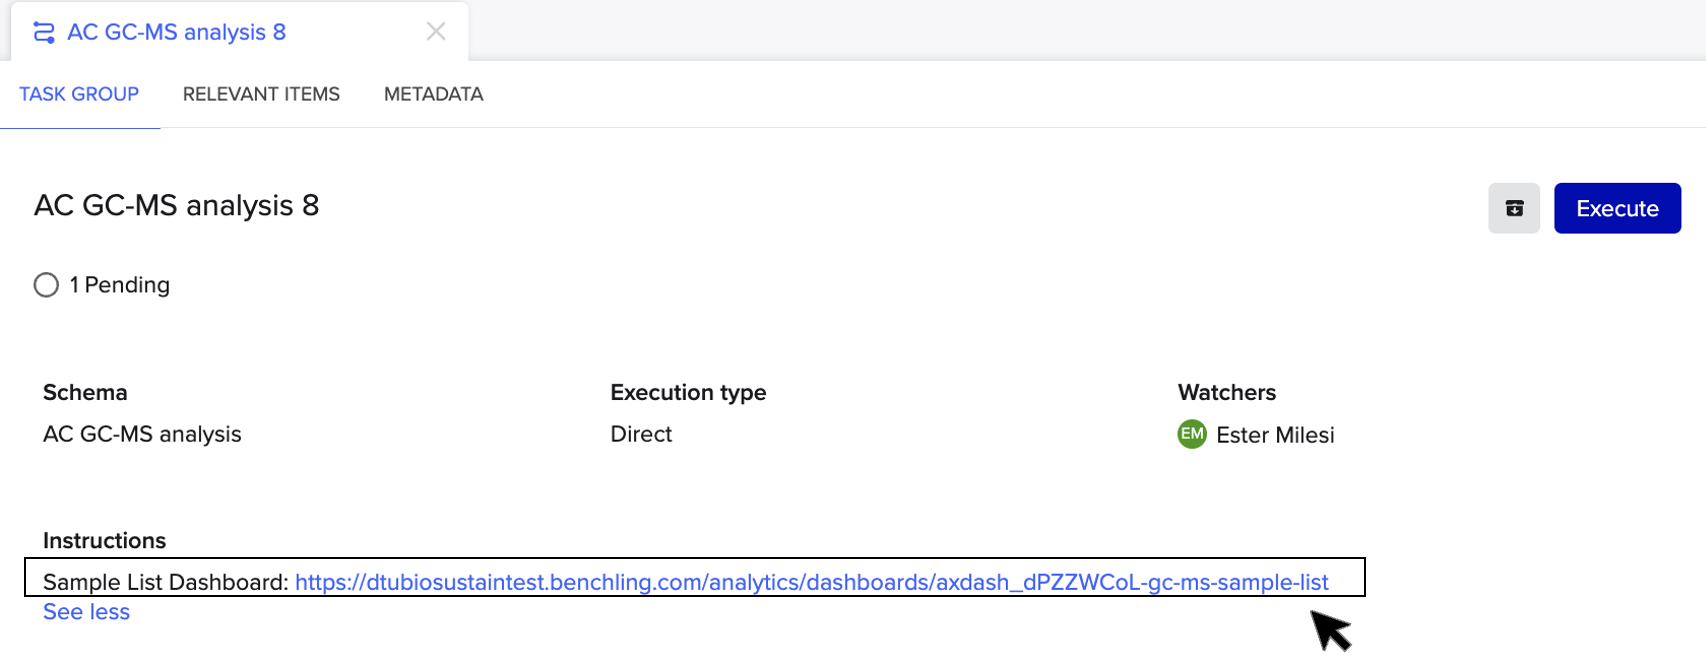 AC GC-MS analysis 8
TASK GROUP RELEVANT ITEMS METADATA
AC GC-MS analysis 8
Execute
1 Pending
Schema Execution type Watchers
AC GC-MS analysis Direct EM Ester Milesi
Instructions
Sample List Dashboard: https://dtubiosustaintest.benchling.com/analytics/dashboards/axdash_dPZZWCoL-gc-ms-sample-list
See less